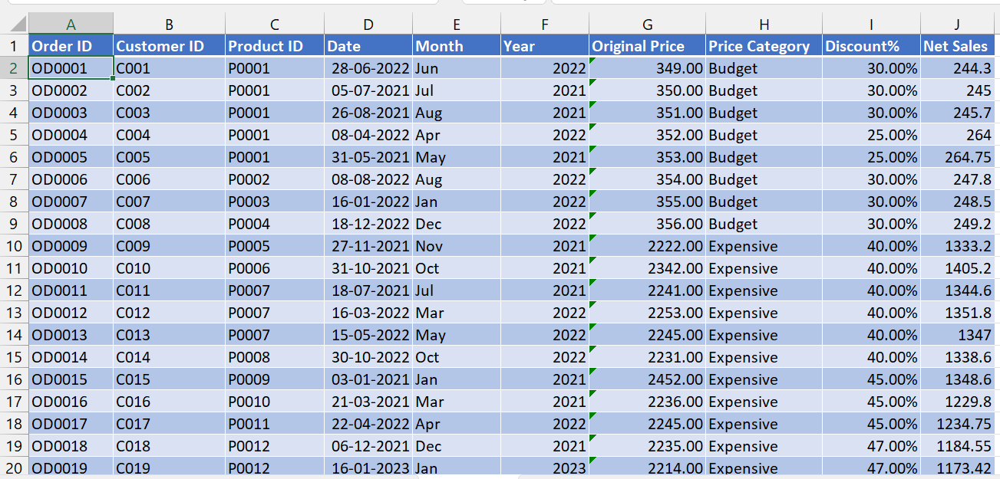 A B C D E F G H I J
1 Order ID Customer ID Product ID Date Month Year Original Price Price Category Discount% Net Sales
2 OD0001 C001 P0001 28-06-2022 Jun 2022 349.00 Budget 30.00% 244.3
3 OD0002 C002 P0001 05-07-2021 Jul 2021 350.00 Budget 30.00% 245
4 OD0003 C003 P0001 26-08-2021 Aug 2021 351.00 Budget 30.00% 245.7
5 OD0004 C004 P0001 08-04-2022 Apr 2022 352.00 Budget 25.00% 264
6 OD0005 C005 P0001 31-05-2021 May 2021 353.00 Budget 25.00% 264.75
7 OD0006 C006 P0002 08-08-2022 Aug 2022 354.00 Budget 30.00% 247.8
8 OD0007 C007 P0003 16-01-2022 Jan 2022 355.00 Budget 30.00% 248.5
9 OD0008 C008 P0004 18-12-2022 Dec 2022 356.00 Budget 30.00% 249.2
10 OD0009 C009 P0005 27-11-2021 Nov 2021 2222.00 Expensive 40.00% 1333.2
11 OD0010 C010 P0006 31-10-2021 Oct 2021 2342.00 Expensive 40.00% 1405.2
12 OD0011 C011 P0007 18-07-2021 Jul 2021 2241.00 Expensive 40.00% 1344.6
13 OD0012 C012 P0007 16-03-2022 Mar 2022 2253.00 Expensive 40.00% 1351.8
14 OD0013 C013 P0007 15-05-2022 May 2022 2245.00 Expensive 40.00% 1347
15 OD0014 C014 P0008 30-10-2022 Oct 2022 2231.00 Expensive 40.00% 1338.6
16 OD0015 C015 P0009 03-01-2021 Jan 2021 2452.00 Expensive 45.00% 1348.6
17 OD0016 C016 P0010 21-03-2021 Mar 2021 2236.00 Expensive 45.00% 1229.8
18 OD0017 C017 P0011 22-04-2022 Apr 2022 2245.00 Expensive 45.00% 1234.75
19 OD0018 C018 P0012 06-12-2021 Dec 2021 2235.00 Expensive 47.00% 1184.55
20 OD0019 C019 P0012 16-01-2023 Jan 2023 2214.00 Expensive 47.00% 1173.42